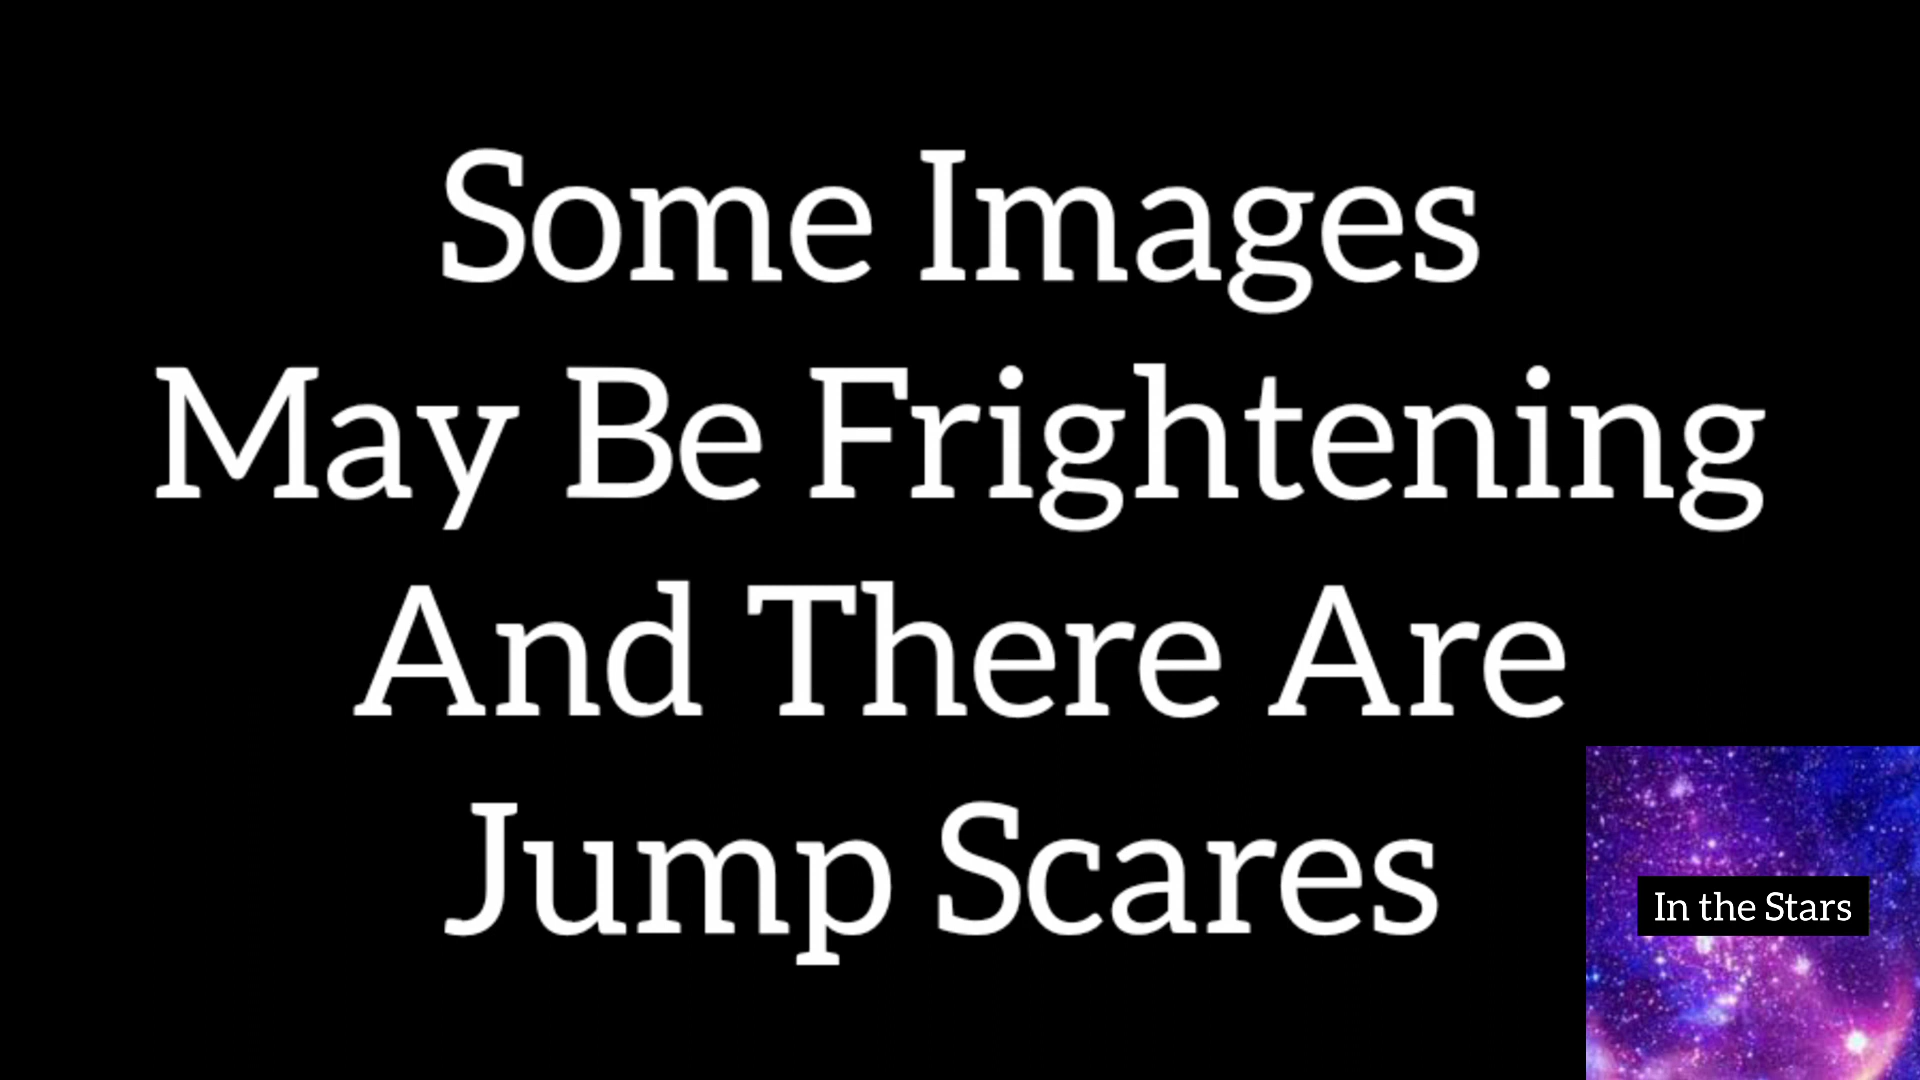 Some Images
May Be Frightening
And There Are
Jump Scares
In the Stars